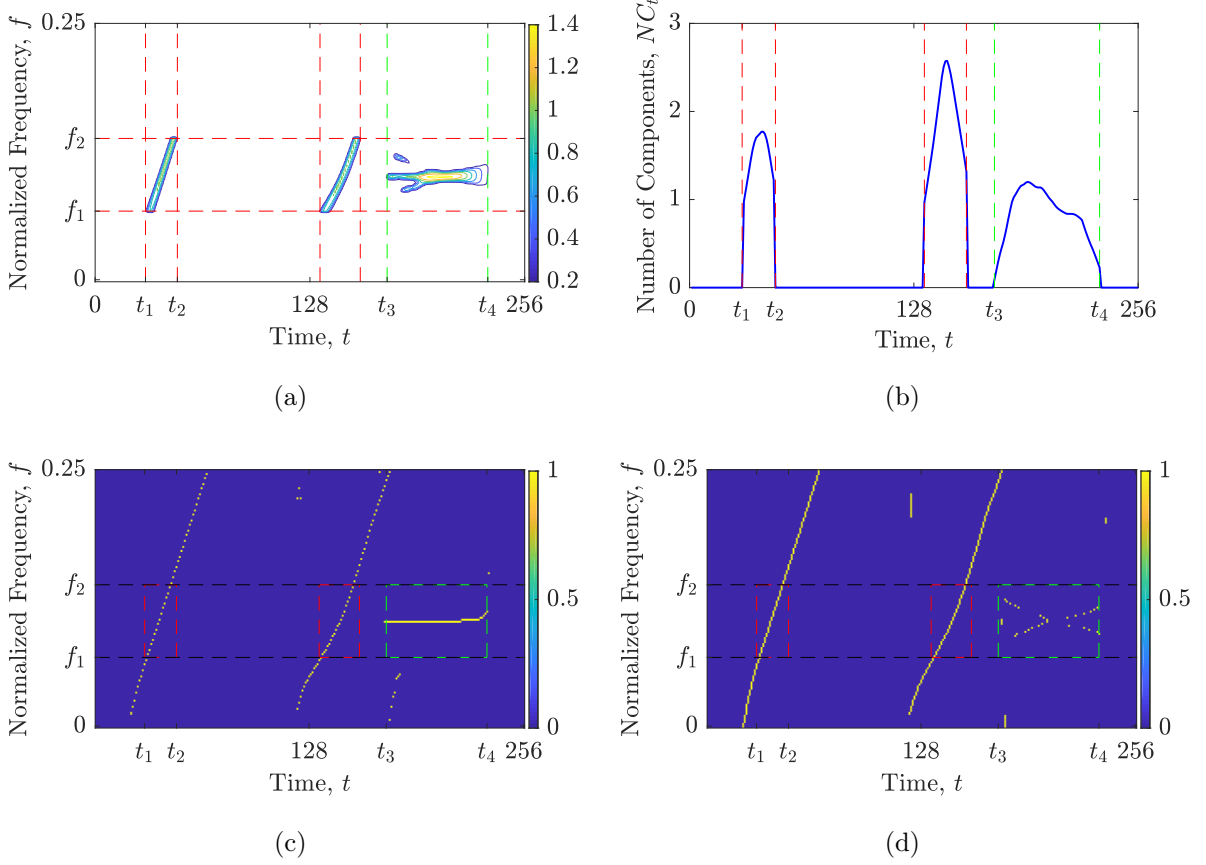 0.25
f2
f1
0
Normalized Frequency, f
0
t1
t2
128
t3
t4
256
Time, t
1.4
1.2
1
0.8
0.6
0.4
0.2
(a)
3
2
1
0
Number of Components, NCt
0
t1
t2
128
t3
t4
256
Time, t
(b)
0.25
f2
f1
0
Normalized Frequency, f
t1
t2
128
t3
t4
256
Time, t
1
0.5
0
(c)
0.25
f2
f1
0
Normalized Frequency, f
t1
t2
128
t3
t4
256
Time, t
1
0.5
0
(d)